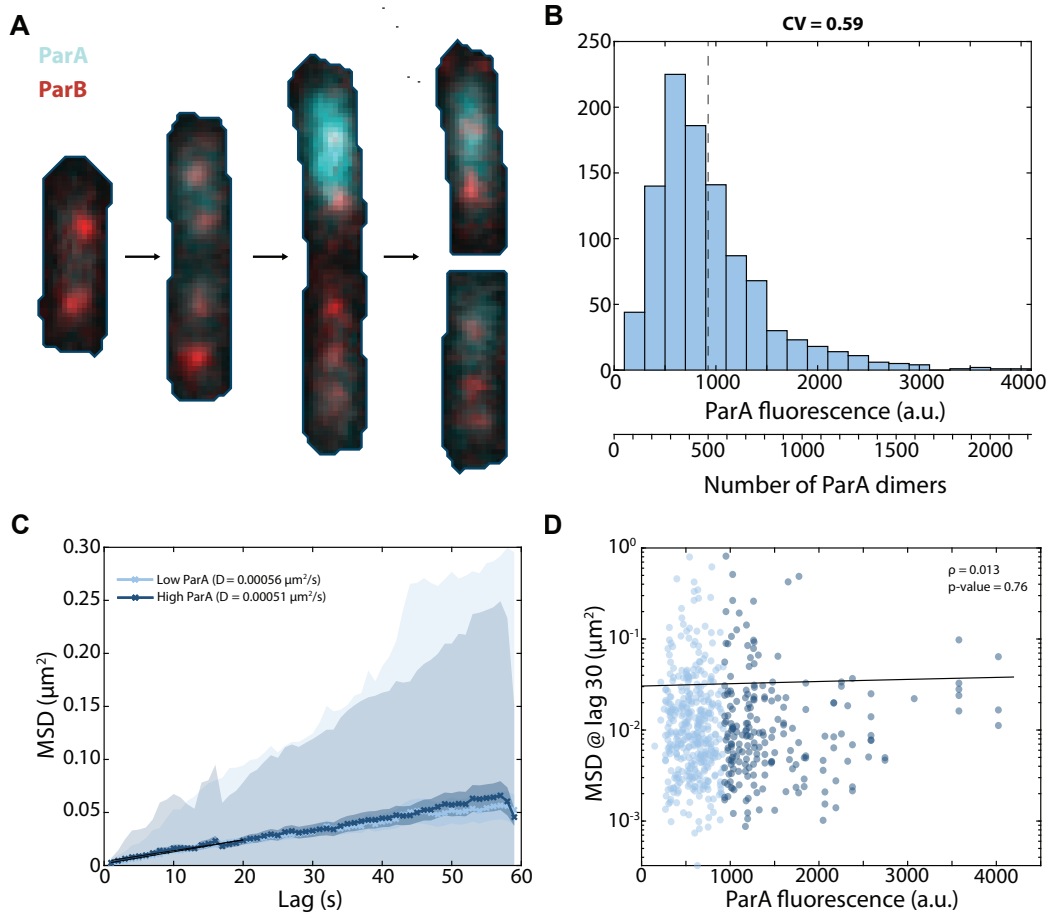 A
ParA
ParB
B
CV = 0.59
250
200
150
100
50
0
0
1000
2000
3000
4000
ParA fluorescence (a.u.)
0
500
1000
1500
2000
Number of ParA dimers
C
0.30
0.25
0.20
0.15
0.10
0.05
0
MSD (μm²)
Low ParA (D = 0.00056 μm²/s)
High ParA (D = 0.00051 μm²/s)
0
10
20
30
40
50
60
Lag (s)
D
10⁰
10⁻¹
10⁻²
10⁻³
MSD @ lag 30 (μm²)
ρ = 0.013
p-value = 0.76
0
1000
2000
3000
4000
ParA fluorescence (a.u.)